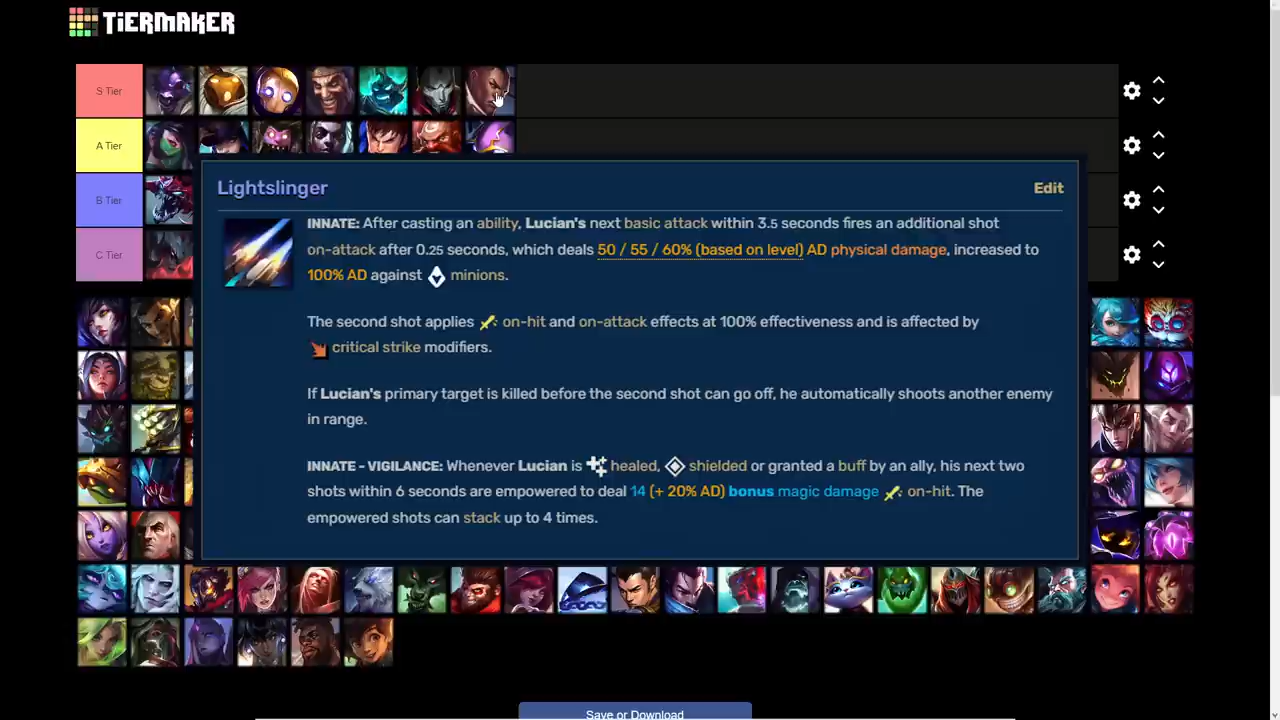 TiERMAKER
S Tier
A Tier
B Tier
C Tier
Lightslinger
Edit
INNATE: After casting an ability, Lucian's next basic attack within 3.5 seconds fires an additional shot
on-attack after 0.25 seconds, which deals 50 / 55 / 60% (based on level) AD physical damage, increased to
100% AD against minions.
The second shot applies on-hit and on-attack effects at 100% effectiveness and is affected by
critical strike modifiers.
If Lucian's primary target is killed before the second shot can go off, he automatically shoots another enemy
in range.
INNATE - VIGILANCE: Whenever Lucian is healed, shielded or granted a buff by an ally, his next two
shots within 6 seconds are empowered to deal 14 (+ 20% AD) bonus magic damage on-hit. The
empowered shots can stack up to 4 times.
Save or Download